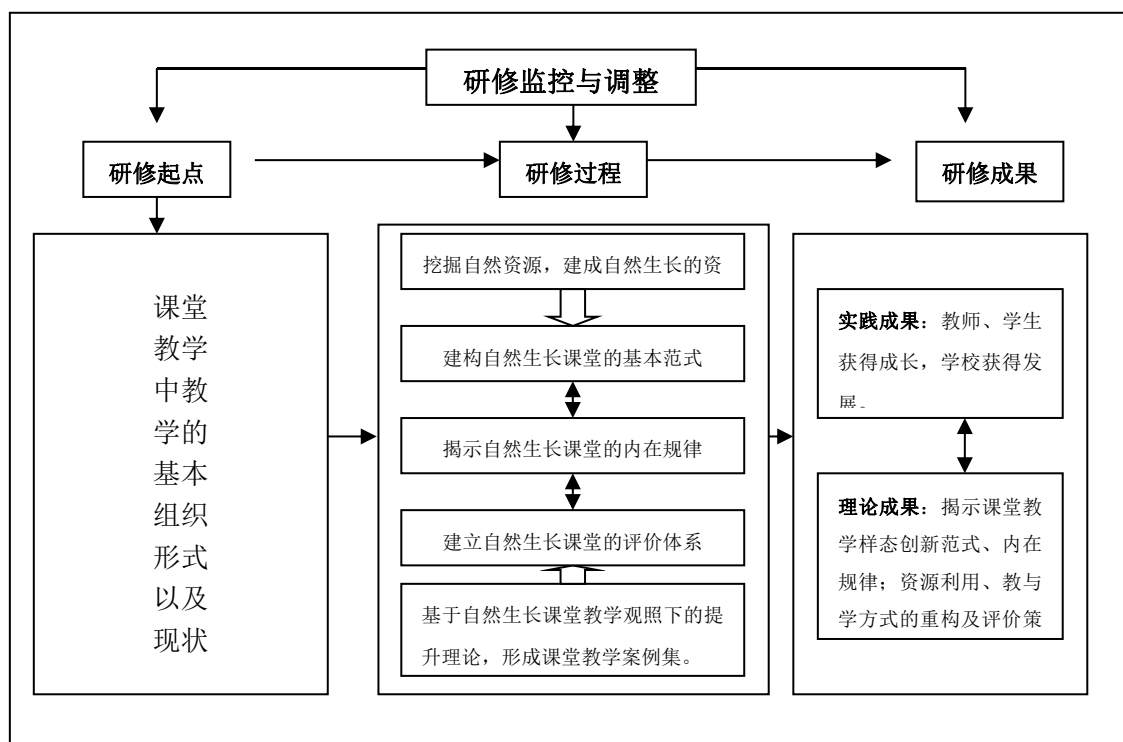 研修监控与调整
研修起点
研修过程
研修成果
课堂
教学
中教
学的
基本
组织
形式
以及
现状
挖掘自然资源，建成自然生长的资
建构自然生长课堂的基本范式
揭示自然生长课堂的内在规律
建立自然生长课堂的评价体系
基于自然生长课堂教学观照下的提
升理论，形成课堂教学案例集。
实践成果：教师、学生
获得成长，学校获得发
展。
理论成果：揭示课堂教
学样态创新范式、内在
规律；资源利用、教与
学方式的重构及评价策